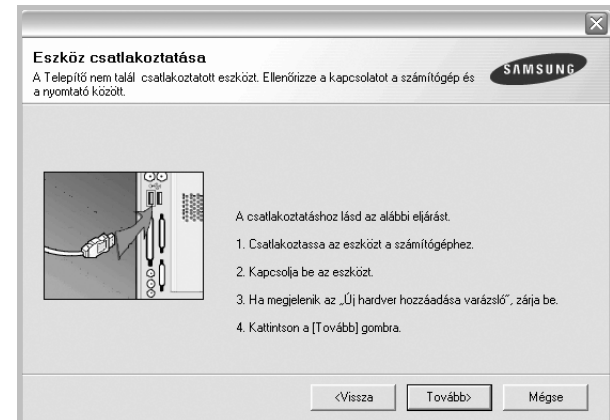 Eszköz csatlakoztatása
A Telepítő nem talál csatlakoztatott eszközt. Ellenőrizze a kapcsolatot a számítógép és
a nyomtató között.
SAMSUNG
A csatlakoztatáshoz lásd az alábbi eljárást.
1. Csatlakoztassa az eszközt a számítógéphez.
2. Kapcsolja be az eszközt.
3. Ha megjelenik az „Új hardver hozzáadása varázsló”, zárja be.
4. Kattintson a [Tovább] gombra.
<Vissza
Tovább>
Mégse